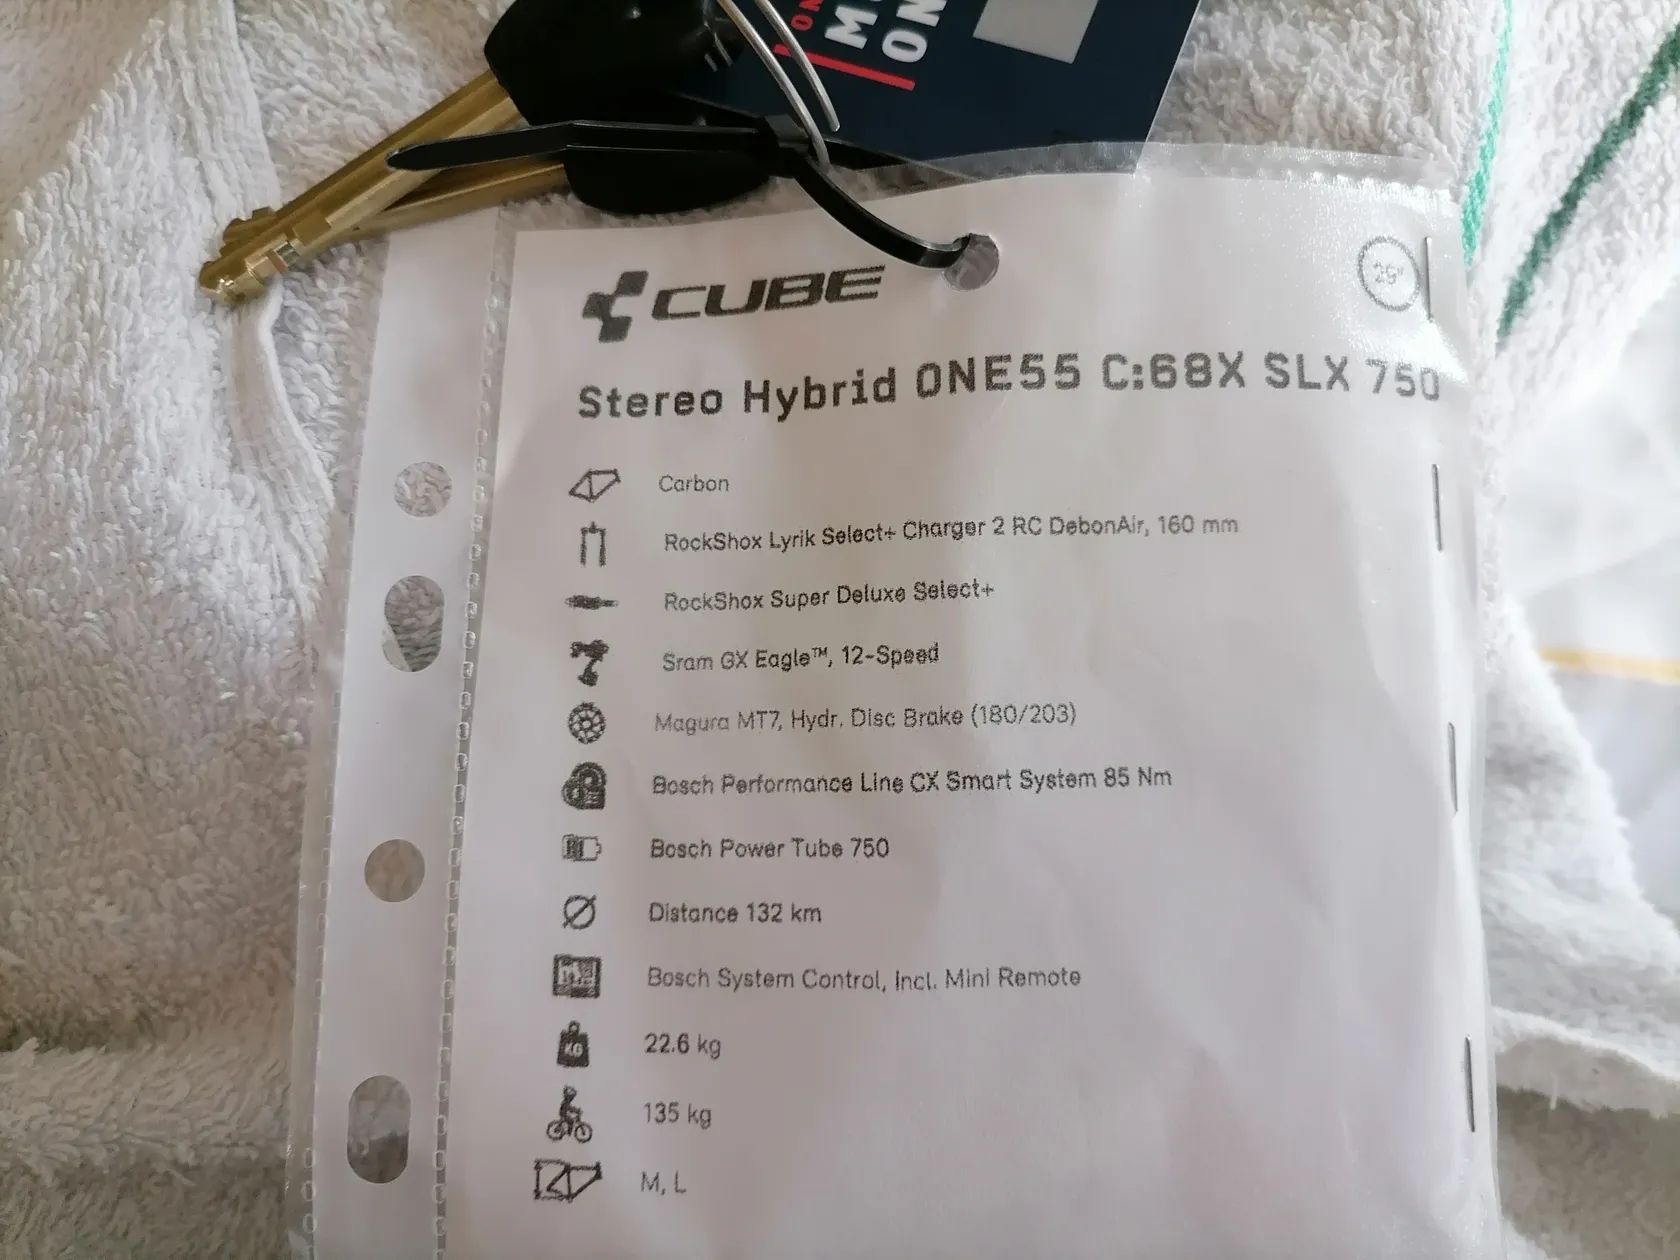 ON
CUBE
29"
Stereo Hybrid ONE55 C:68X SLX 750
Carbon
RockShox Lyrik Select+ Charger 2 RC DebonAir, 160 mm
RockShox Super Deluxe Select+
Sram GX Eagle™, 12-Speed
Magura MT7, Hydr. Disc Brake (180/203)
Bosch Performance Line CX Smart System 85 Nm
Bosch Power Tube 750
Distance 132 km
Bosch System Control, Incl. Mini Remote
KG
22.6 kg
135 kg
M, L